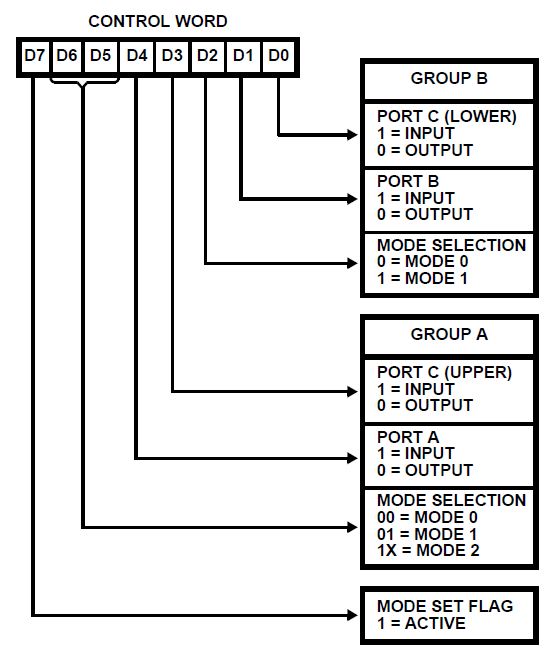 CONTROL WORD
D7 D6 D5 D4 D3 D2 D1 D0
GROUP B
PORT C (LOWER)
1 = INPUT
0 = OUTPUT
PORT B
1 = INPUT
0 = OUTPUT
MODE SELECTION
0 = MODE 0
1 = MODE 1
GROUP A
PORT C (UPPER)
1 = INPUT
0 = OUTPUT
PORT A
1 = INPUT
0 = OUTPUT
MODE SELECTION
00 = MODE 0
01 = MODE 1
1X = MODE 2
MODE SET FLAG
1 = ACTIVE